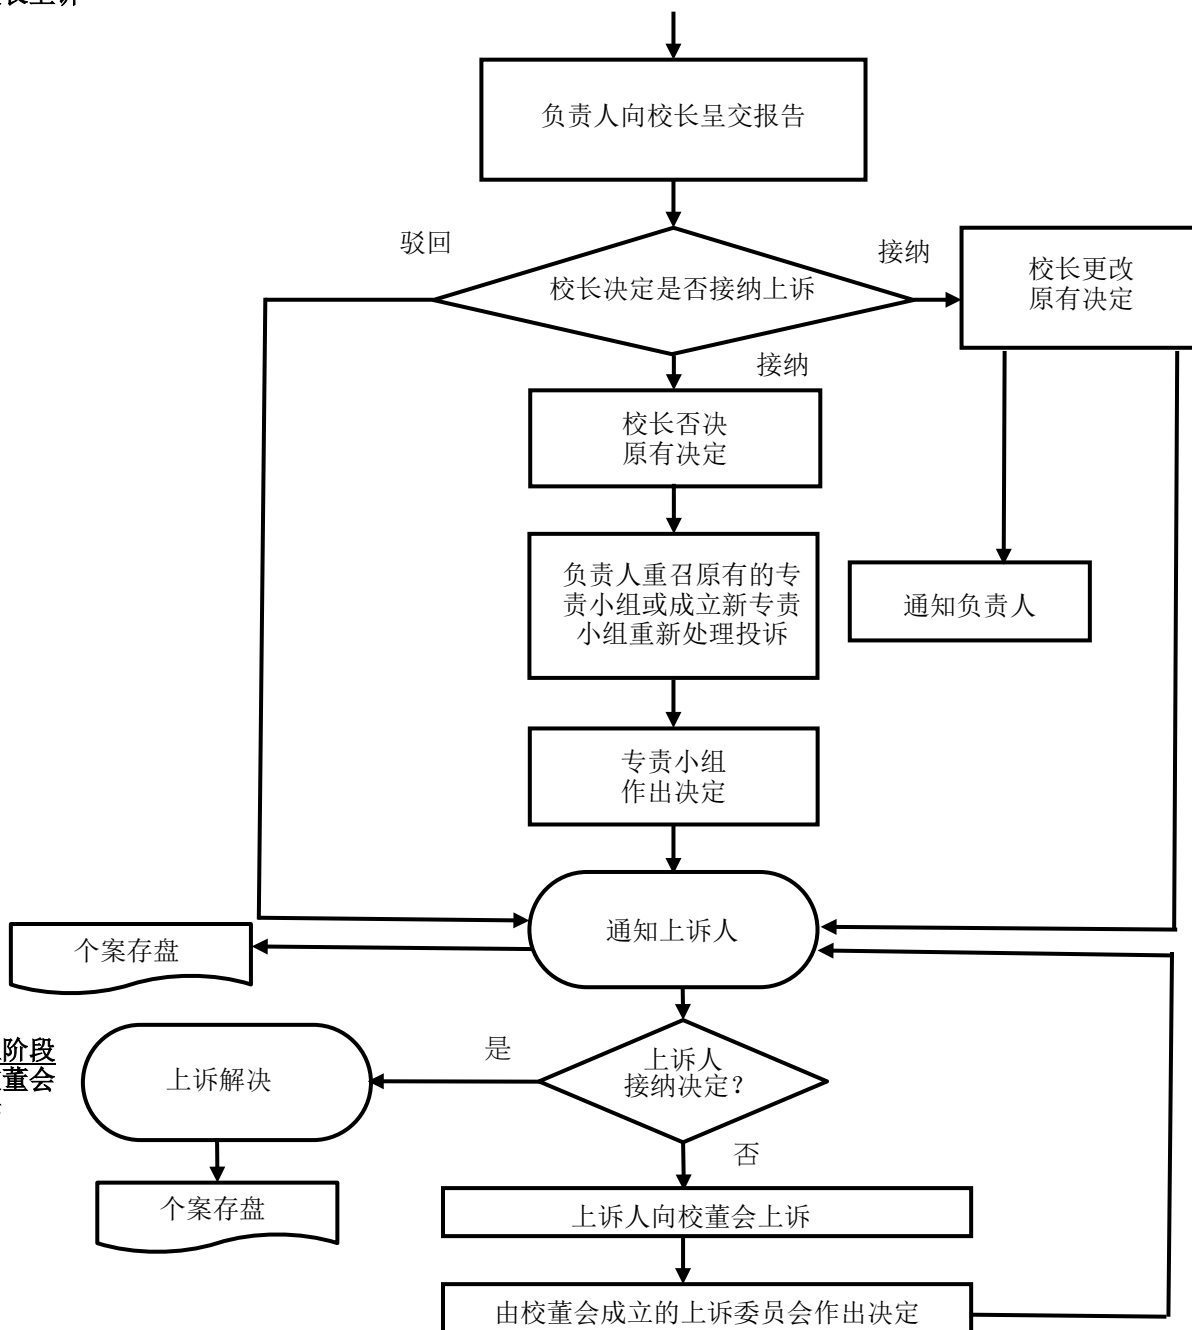 负责人向校长呈交报告
驳回
接纳
校长决定是否接纳上诉
校长更改
原有决定
接纳
校长否决
原有决定
负责人重召原有的专
责小组或成立新专责
小组重新处理投诉
通知负责人
专责小组
作出决定
通知上诉人
个案存盘
阶段
董会
是
上诉人
接纳决定？
上诉解决
否
个案存盘
上诉人向校董会上诉
由校董会成立的上诉委员会作出决定